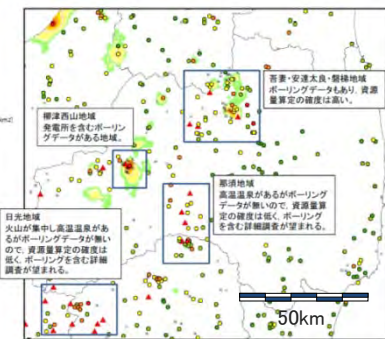 吾妻・安達太良・磐梯地域
ボーリングデータもあり、資源
量算定の確度は高い。
柳津西山地域
発電所を含むボーリン
グデータがある地域。
那須地域
高温温泉があるがボーリング
データが無いので、資源量算
定の確度は低く、ボーリング
を含む詳細調査が望まれる。
日光地域
火山が集中し高温温泉があ
るがボーリングデータが無い
ので、資源量算定の確度は
低く、ボーリングを含む詳細
調査が望まれる。
50km